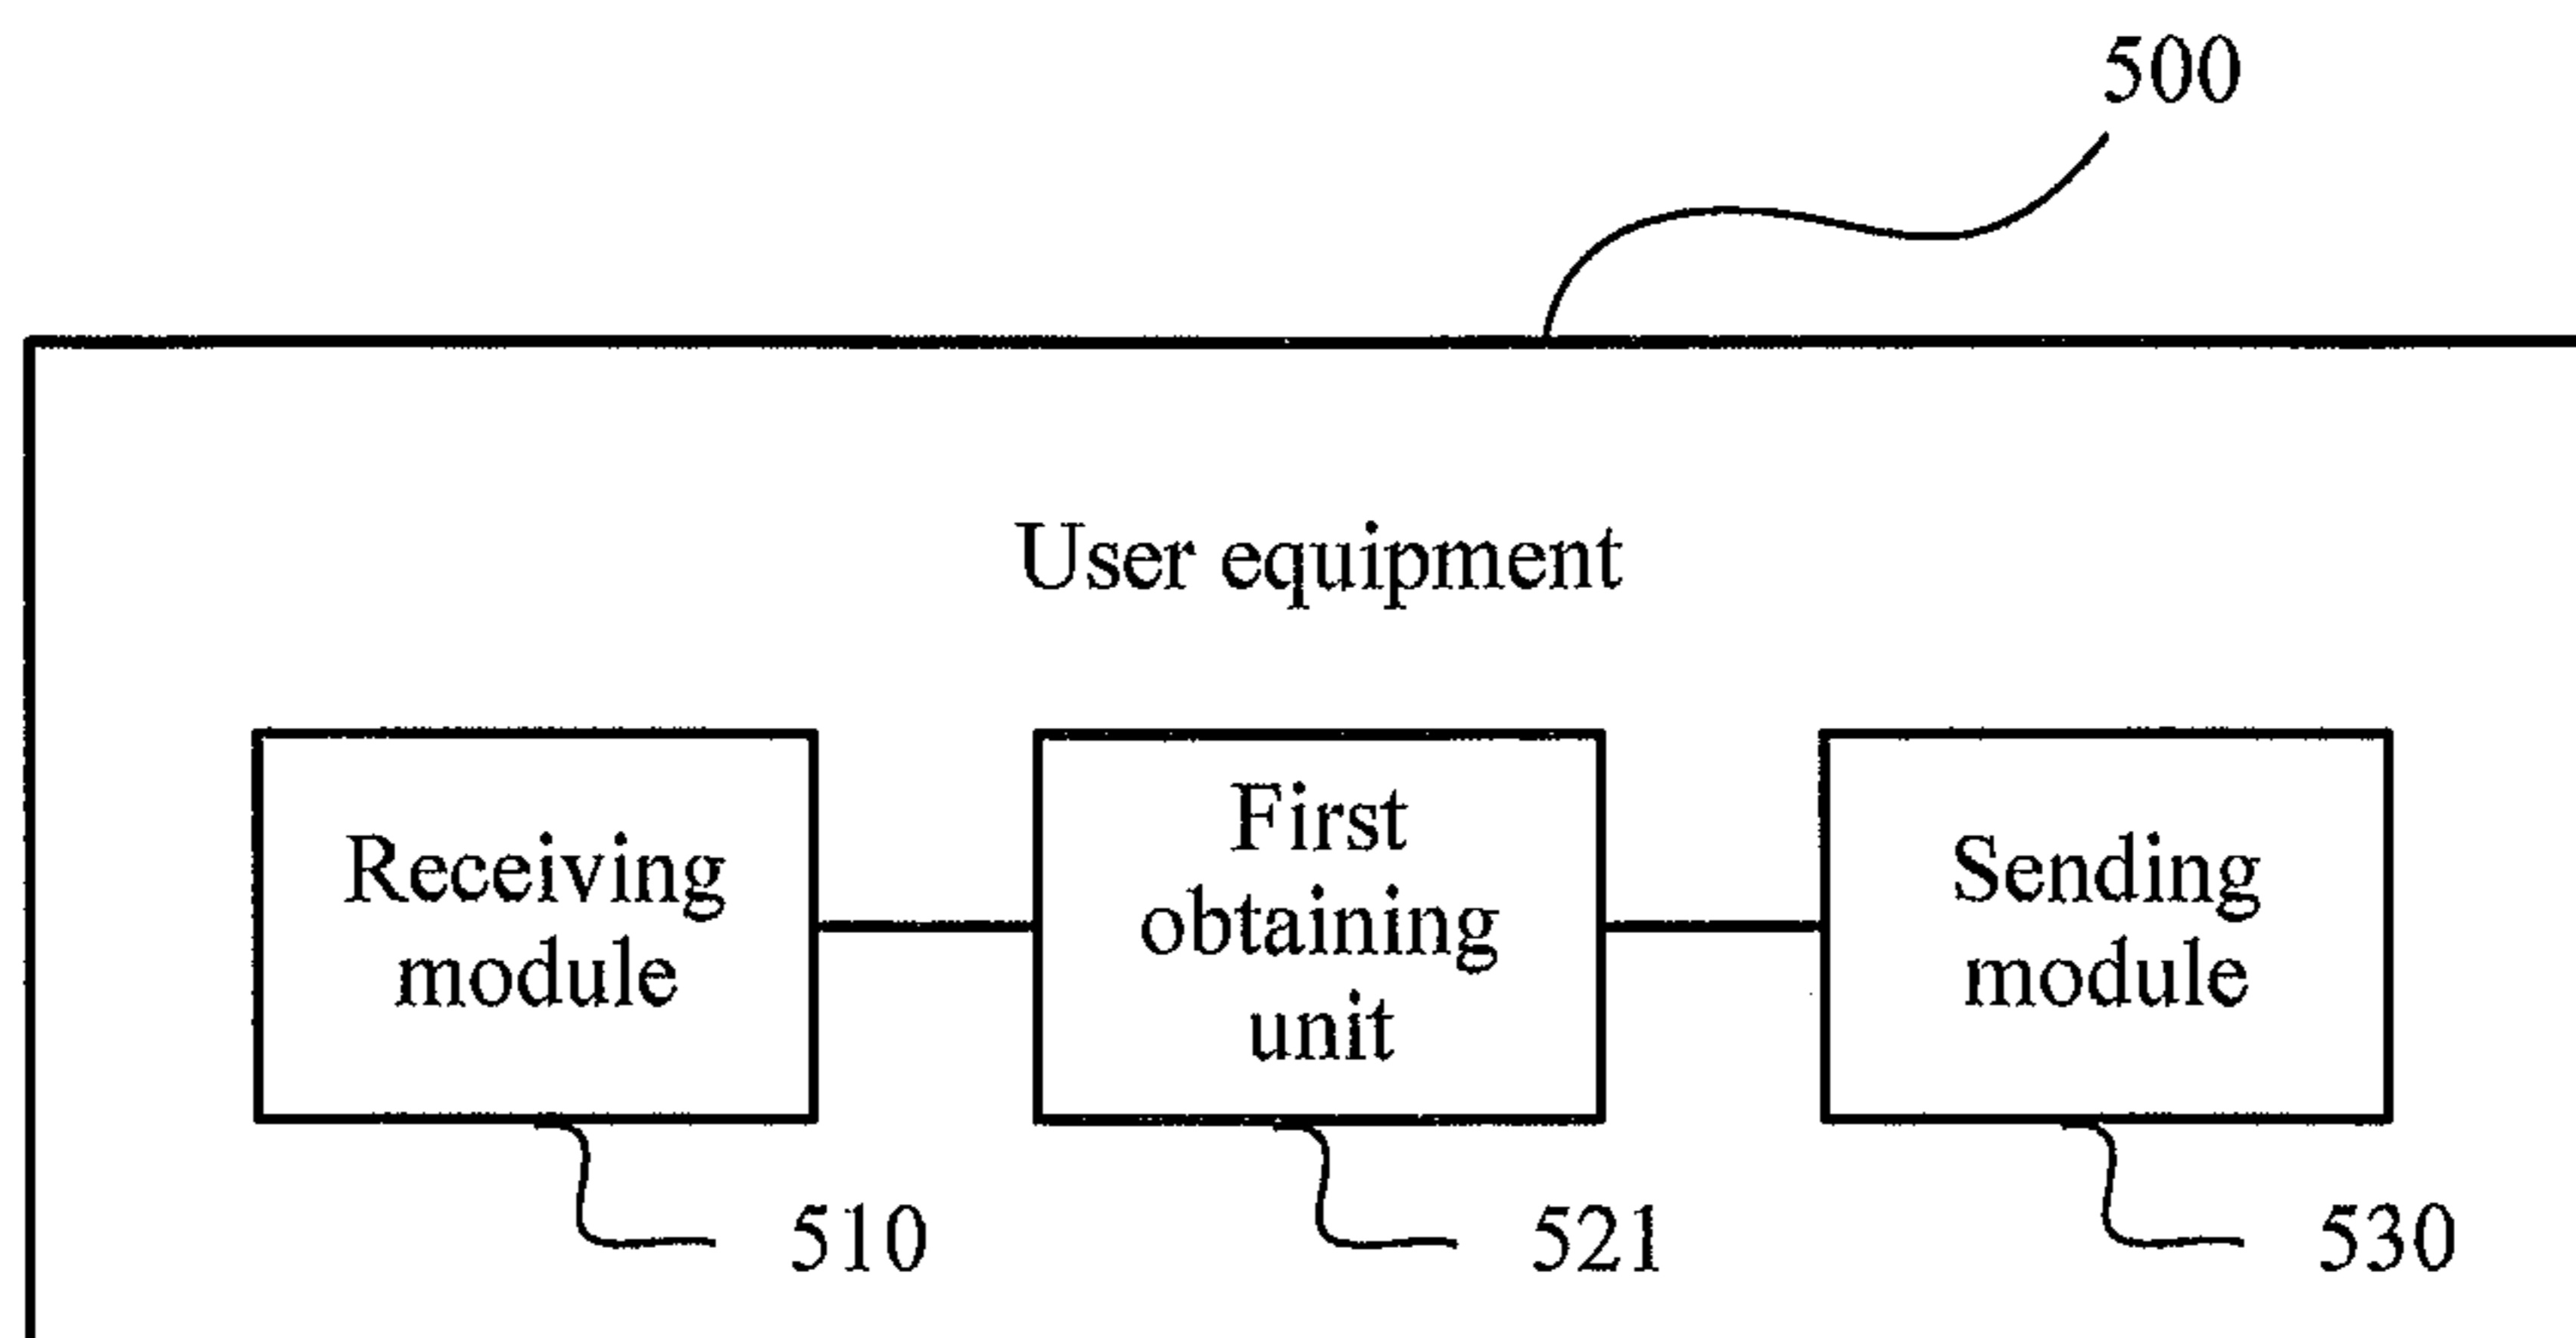 500
User equipment
Receiving
module
First
obtaining
unit
Sending
module
510
521
530